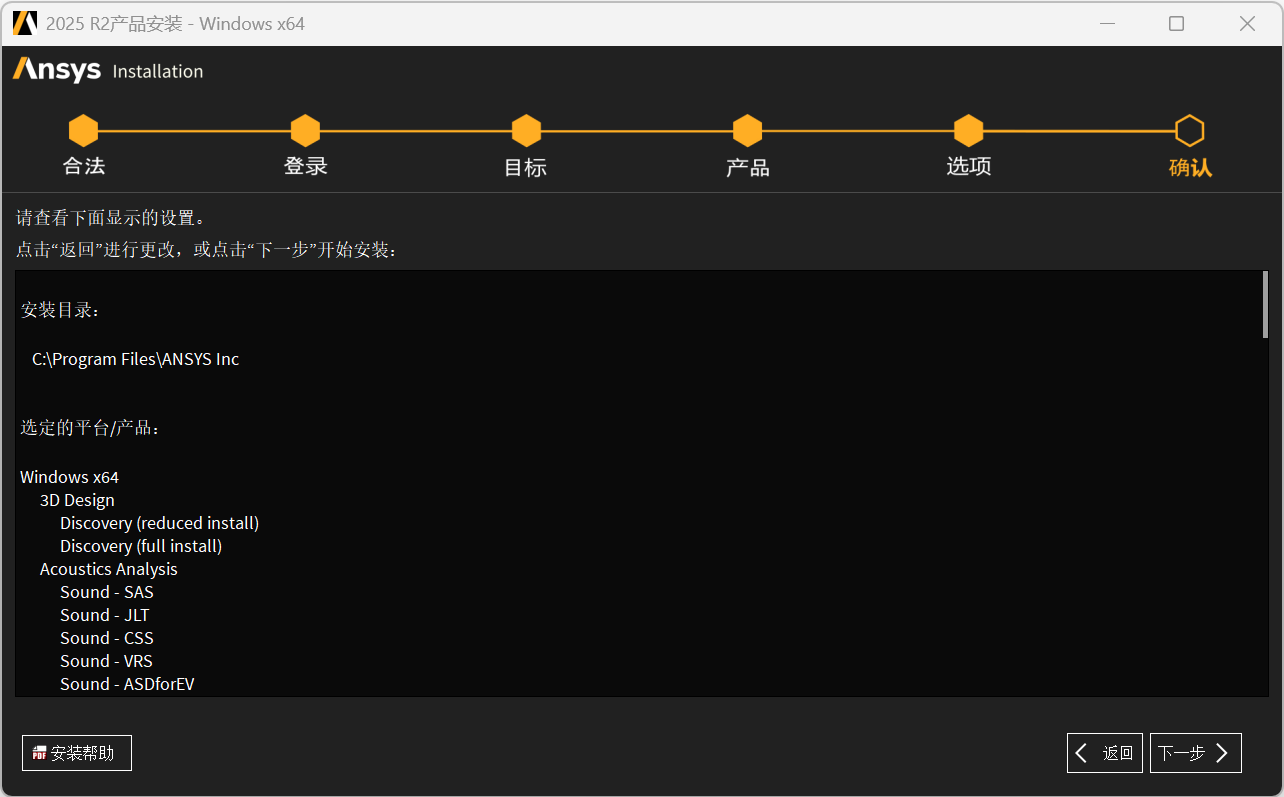 2025 R2产品安装 - Windows x64
Ansys Installation
合法 登录 目标 产品 选项 确认
请查看下面显示的设置。
点击“返回”进行更改，或点击“下一步”开始安装：
安装目录：
C:\Program Files\ANSYS Inc
选定的平台/产品：
Windows x64
3D Design
Discovery (reduced install)
Discovery (full install)
Acoustics Analysis
Sound - SAS
Sound - JLT
Sound - CSS
Sound - VRS
Sound - ASDforEV
PDF 安装帮助 返回 下一步